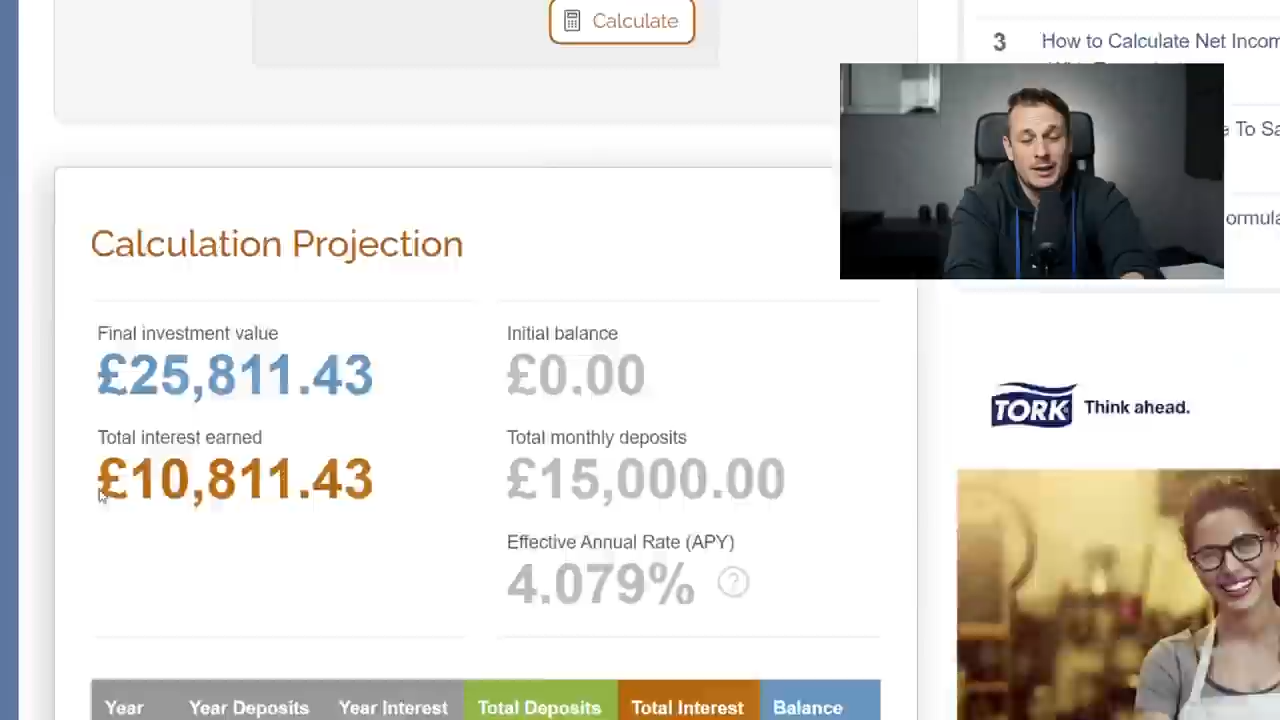 Calculate
3 How to Calculate Net Incom
e To Sa
ormula
Calculation Projection
Final investment value
£25,811.43
Initial balance
£0.00
Total interest earned
£10,811.43
Total monthly deposits
£15,000.00
Effective Annual Rate (APY)
4.079% ?
TORK Think ahead.
Year Year Deposits Year Interest Total Deposits Total Interest Balance